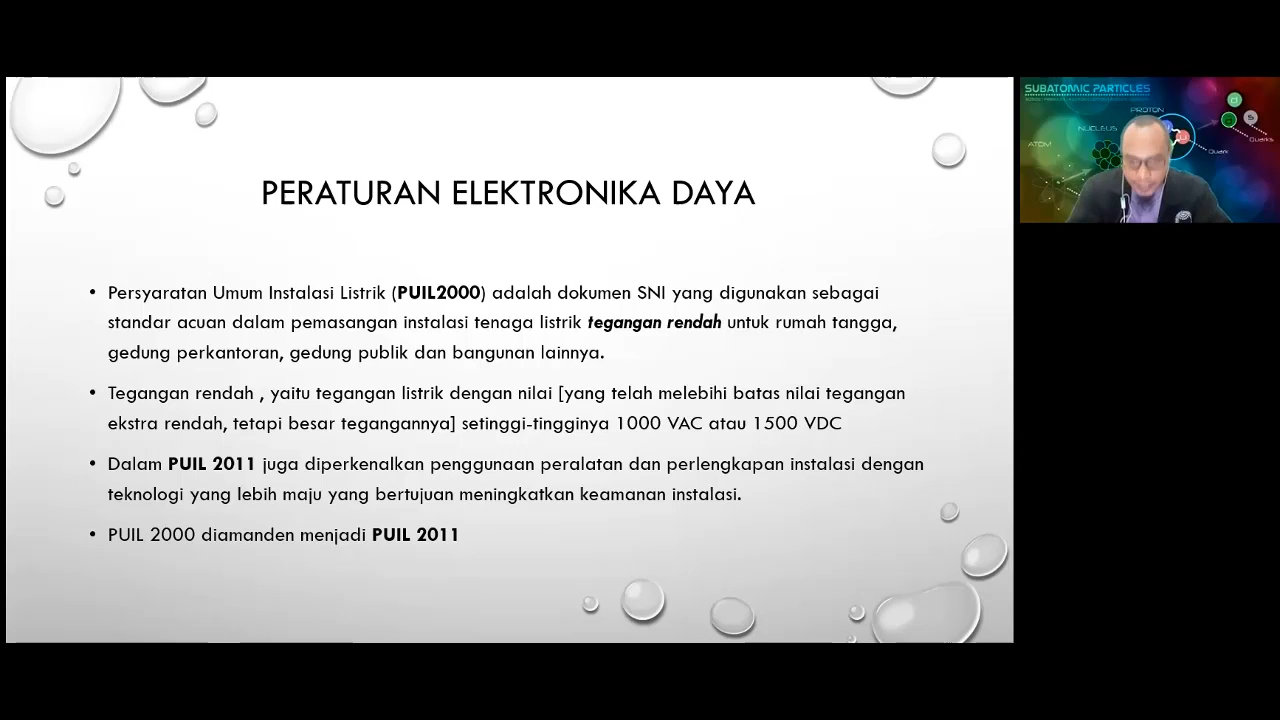 PERATURAN ELEKTRONIKA DAYA
• Persyaratan Umum Instalasi Listrik (PUIL2000) adalah dokumen SNI yang digunakan sebagai
standar acuan dalam pemasangan instalasi tenaga listrik tegangan rendah untuk rumah tangga,
gedung perkantoran, gedung publik dan bangunan lainnya.
• Tegangan rendah , yaitu tegangan listrik dengan nilai [yang telah melebihi batas nilai tegangan
ekstra rendah, tetapi besar tegangannya] setinggi-tingginya 1000 VAC atau 1500 VDC
• Dalam PUIL 2011 juga diperkenalkan penggunaan peralatan dan perlengkapan instalasi dengan
teknologi yang lebih maju yang bertujuan meningkatkan keamanan instalasi.
• PUIL 2000 diamanden menjadi PUIL 2011
SUBATOMIC PARTICLES
PROTON
NUCLEUS
ATOM
Quark
Quarks